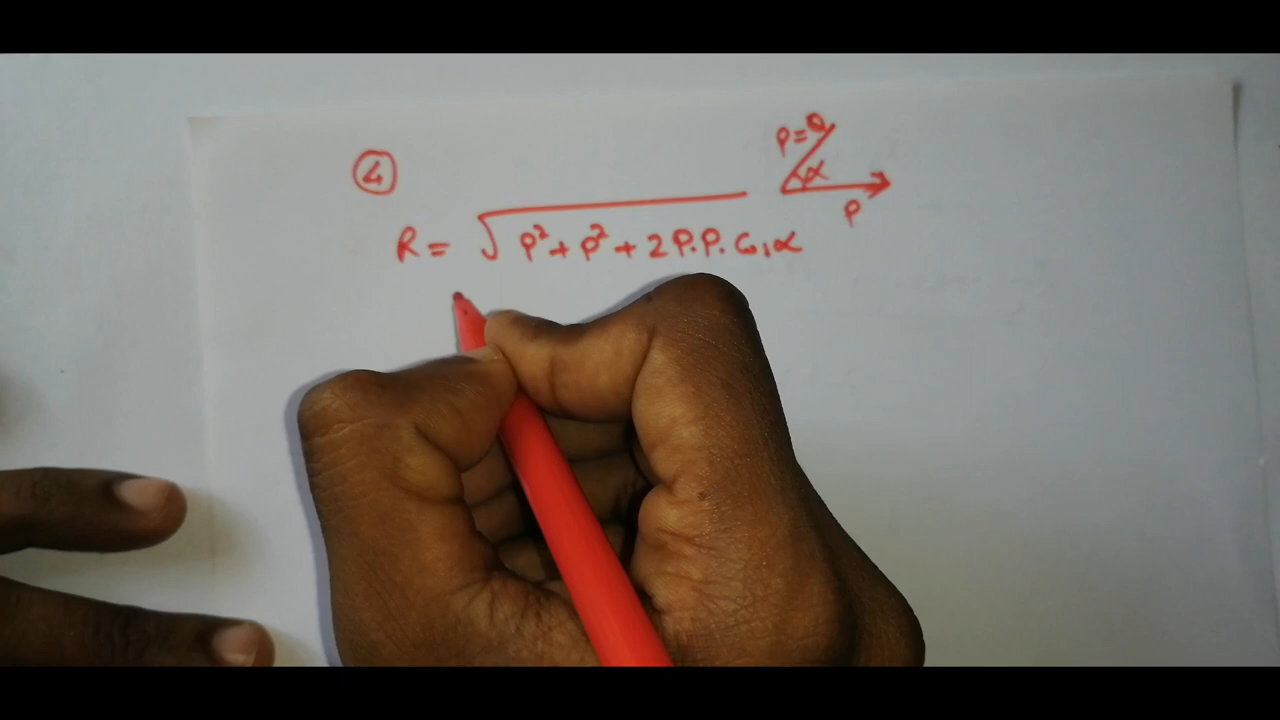 ④
P=Q
α
P
R = √P²+P²+2P.P. Cosα